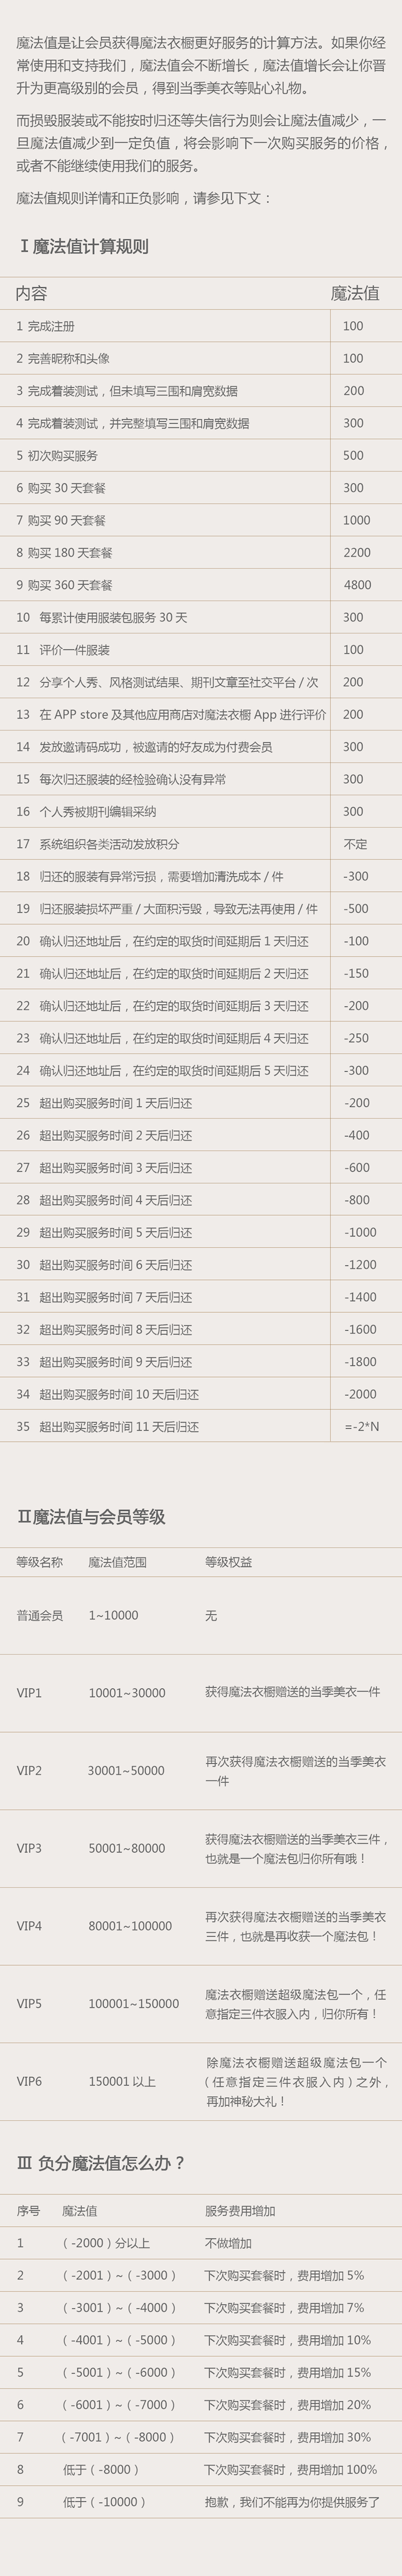 魔法值是让会员获得魔法衣橱更好服务的计算方法。如果你经
常使用和支持我们，魔法值会不断增长，魔法值增长会让你晋
升为更高级别的会员，得到当季美衣等贴心礼物。
而损毁服装或不能按时归还等失信行为则会让魔法值减少，一
旦魔法值减少到一定负值，将会影响下一次购买服务的价格，
或者不能继续使用我们的服务。
魔法值规则详情和正负影响，请参见下文：
Ⅰ魔法值计算规则
内容 魔法值
1 完成注册 100
2 完善昵称和头像 100
3 完成着装测试，但未填写三围和肩宽数据 200
4 完成着装测试，并完整填写三围和肩宽数据 300
5 初次购买服务 500
6 购买 30 天套餐 300
7 购买 90 天套餐 1000
8 购买 180 天套餐 2200
9 购买 360 天套餐 4800
10 每累计使用服装包服务 30 天 300
11 评价一件服装 100
12 分享个人秀、风格测试结果、期刊文章至社交平台 / 次 200
13 在 APP store 及其他应用商店对魔法衣橱 App 进行评价 200
14 发放邀请码成功，被邀请的好友成为付费会员 300
15 每次归还服装的经检验确认没有异常 300
16 个人秀被期刊编辑采纳 300
17 系统组织各类活动发放积分 不定
18 归还的服装有异常污损，需要增加清洗成本 / 件 -300
19 归还服装损坏严重 / 大面积污毁，导致无法再使用 / 件 -500
20 确认归还地址后，在约定的取货时间延期后 1 天归还 -100
21 确认归还地址后，在约定的取货时间延期后 2 天归还 -150
22 确认归还地址后，在约定的取货时间延期后 3 天归还 -200
23 确认归还地址后，在约定的取货时间延期后 4 天归还 -250
24 确认归还地址后，在约定的取货时间延期后 5 天归还 -300
25 超出购买服务时间 1 天后归还 -200
26 超出购买服务时间 2 天后归还 -400
27 超出购买服务时间 3 天后归还 -600
28 超出购买服务时间 4 天后归还 -800
29 超出购买服务时间 5 天后归还 -1000
30 超出购买服务时间 6 天后归还 -1200
31 超出购买服务时间 7 天后归还 -1400
32 超出购买服务时间 8 天后归还 -1600
33 超出购买服务时间 9 天后归还 -1800
34 超出购买服务时间 10 天后归还 -2000
35 超出购买服务时间 11 天后归还 =-2*N
Ⅱ魔法值与会员等级
等级名称 魔法值范围 等级权益
普通会员 1~10000 无
VIP1 10001~30000 获得魔法衣橱赠送的当季美衣一件
VIP2 30001~50000 再次获得魔法衣橱赠送的当季美衣
一件
VIP3 50001~80000 获得魔法衣橱赠送的当季美衣三件，
也就是一个魔法包归你所有哦！
VIP4 80001~100000 再次获得魔法衣橱赠送的当季美衣
三件，也就是再收获一个魔法包！
VIP5 100001~150000 魔法衣橱赠送超级魔法包一个，任
意指定三件衣服入内，归你所有！
VIP6 150001 以上 除魔法衣橱赠送超级魔法包一个
（任意指定三件衣服入内）之外，
再加神秘大礼！
Ⅲ 负分魔法值怎么办？
序号 魔法值 服务费用增加
1 （-2000）分以上 不做增加
2 （-2001）~（-3000） 下次购买套餐时，费用增加 5%
3 （-3001）~（-4000） 下次购买套餐时，费用增加 7%
4 （-4001）~（-5000） 下次购买套餐时，费用增加 10%
5 （-5001）~（-6000） 下次购买套餐时，费用增加 15%
6 （-6001）~（-7000） 下次购买套餐时，费用增加 20%
7 （-7001）~（-8000） 下次购买套餐时，费用增加 30%
8 低于（-8000） 下次购买套餐时，费用增加 100%
9 低于（-10000） 抱歉，我们不能再为你提供服务了